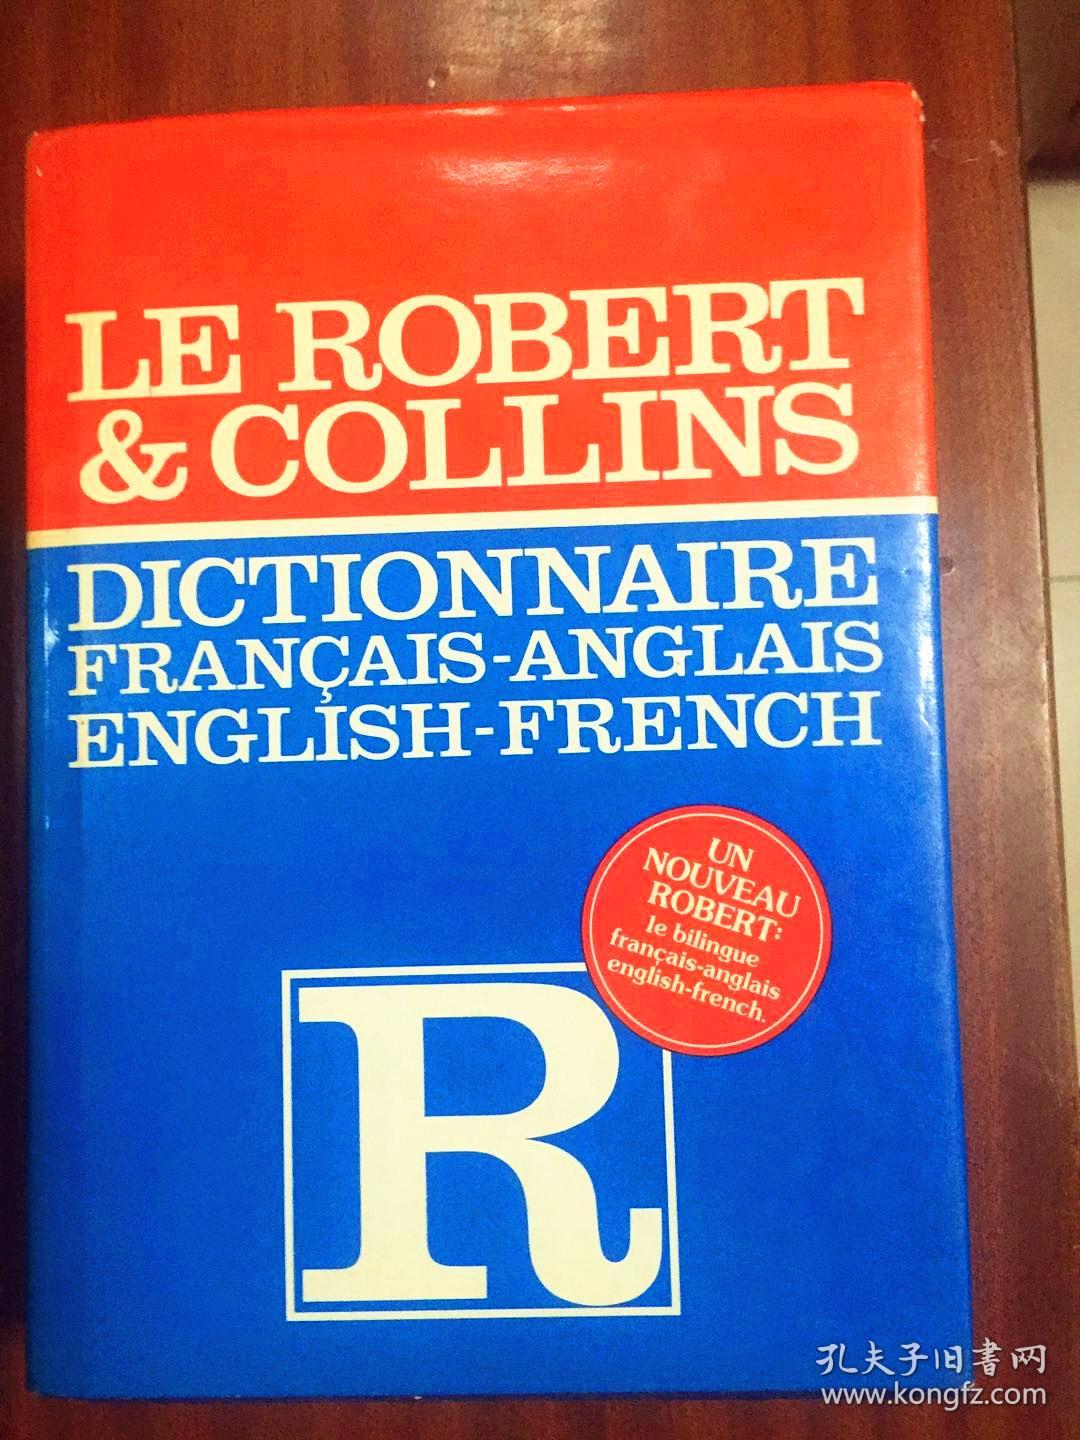 LE ROBERT
& COLLINS
DICTIONNAIRE
FRANÇAIS-ANGLAIS
ENGLISH-FRENCH
UN
NOUVEAU
ROBERT:
le bilingue
français-anglais
english-french.
R
孔夫子旧書网
www.kongfz.com